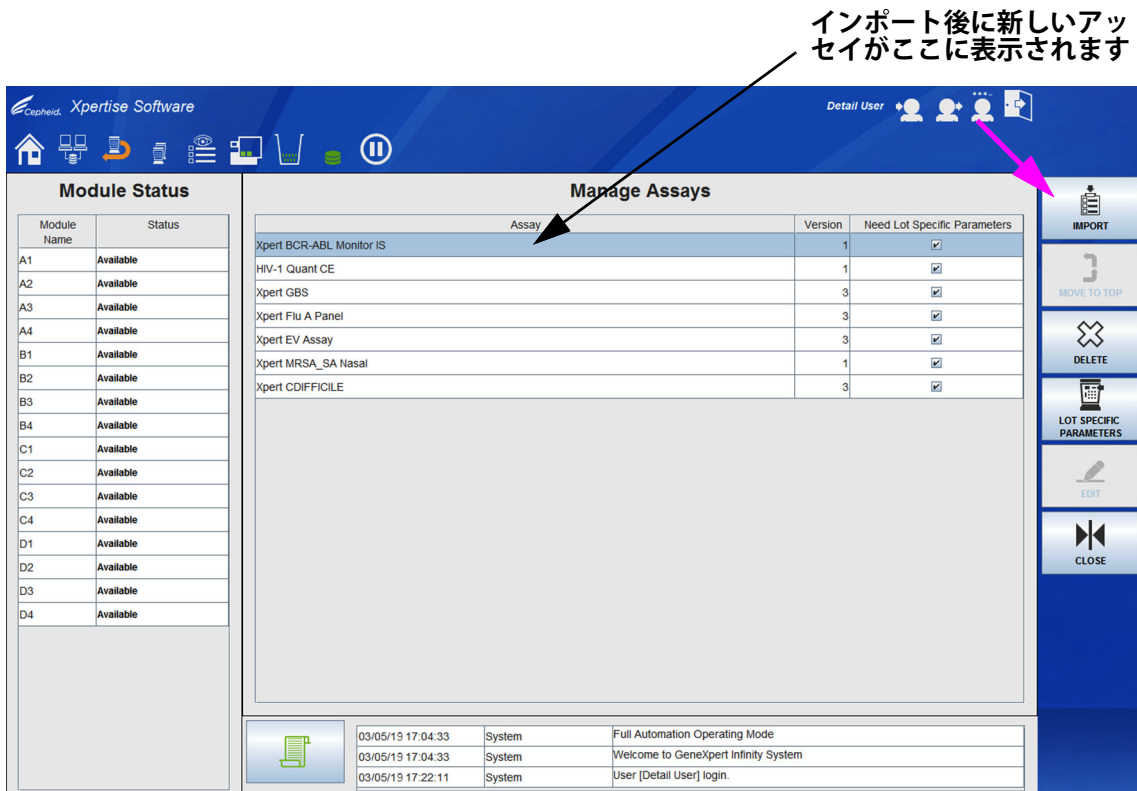 インポート後に新しいアッ
セイがここに表示されます
Cepheid. Xpertise Software
Detail User
Module Status
Module Name Status
A1 Available
A2 Available
A3 Available
A4 Available
B1 Available
B2 Available
B3 Available
B4 Available
C1 Available
C2 Available
C3 Available
C4 Available
D1 Available
D2 Available
D3 Available
D4 Available
Manage Assays
Assay Version Need Lot Specific Parameters
Xpert BCR-ABL Monitor IS 1
HIV-1 Quant CE 1
Xpert GBS 3
Xpert Flu A Panel 3
Xpert EV Assay 3
Xpert MRSA_SA Nasal 1
Xpert CDIFFICILE 3
IMPORT
MOVE TO TOP
DELETE
LOT SPECIFIC
PARAMETERS
EDIT
CLOSE
03/05/19 17:04:33 System Full Automation Operating Mode
03/05/19 17:04:33 System Welcome to GeneXpert Infinity System
03/05/19 17:22:11 System User [Detail User] login.